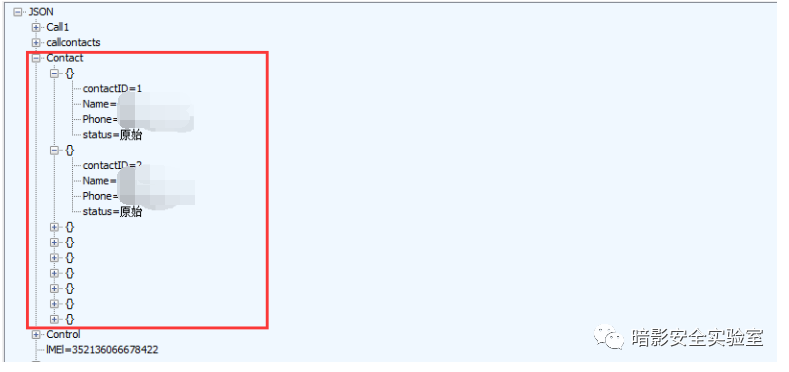 JSON
Call1
callcontacts
Contact
{}
contactID=1
Name=
Phone=
status=原始
{}
contactID=2
Name=
Phone=
status=原始
{}
{}
{}
{}
{}
{}
{}
Control
IMEI=352136066678422
暗影安全实验室